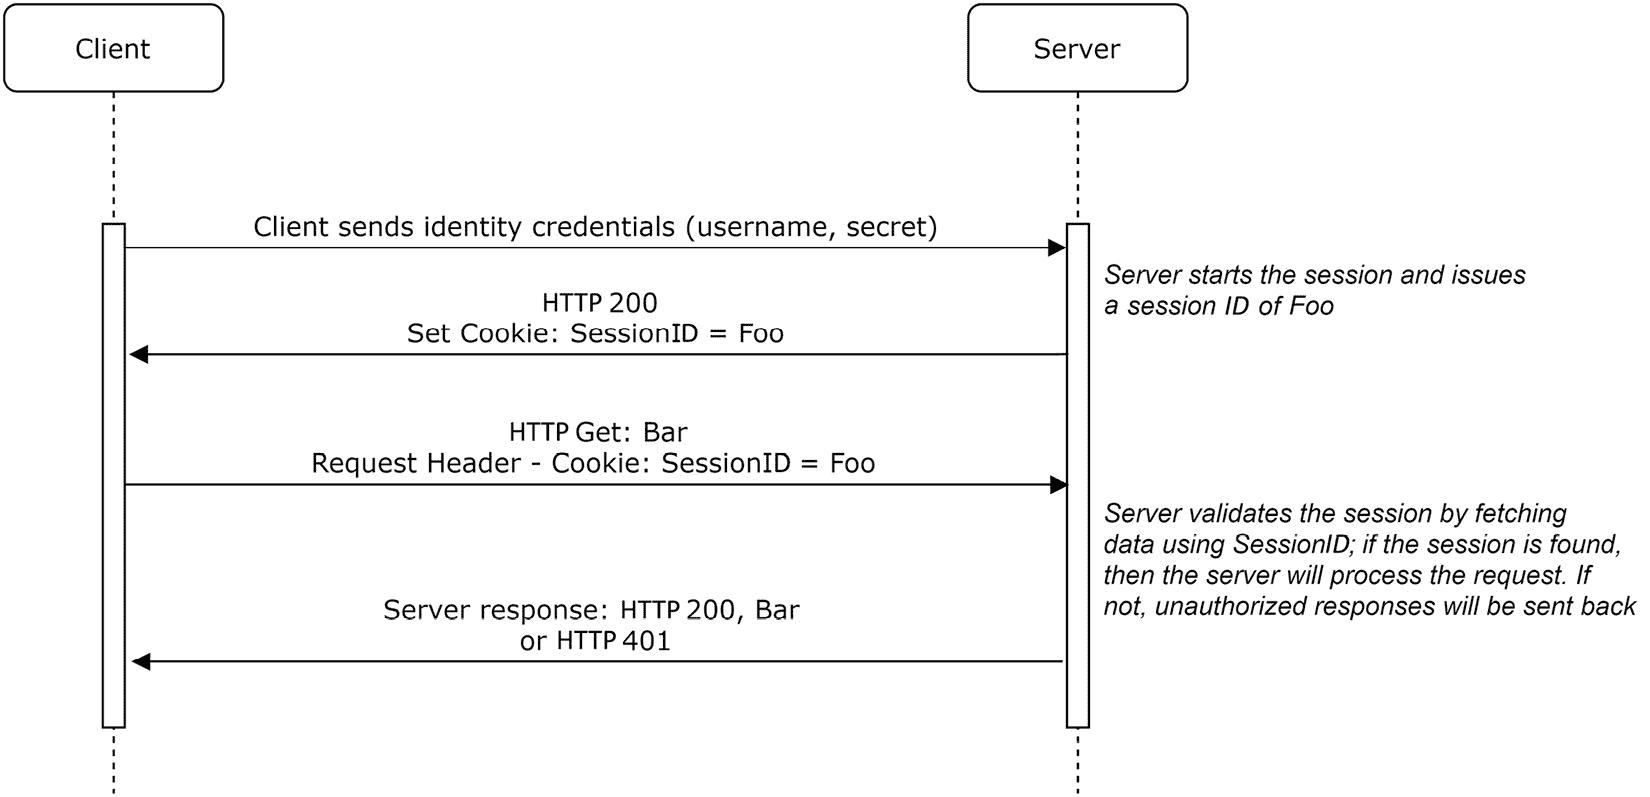 Client
Server
Client sends identity credentials (username, secret)
Server starts the session and issues
a session ID of Foo
HTTP 200
Set Cookie: SessionID = Foo
HTTP Get: Bar
Request Header - Cookie: SessionID = Foo
Server validates the session by fetching
data using SessionID; if the session is found,
then the server will process the request. If
not, unauthorized responses will be sent back
Server response: HTTP 200, Bar
or HTTP 401